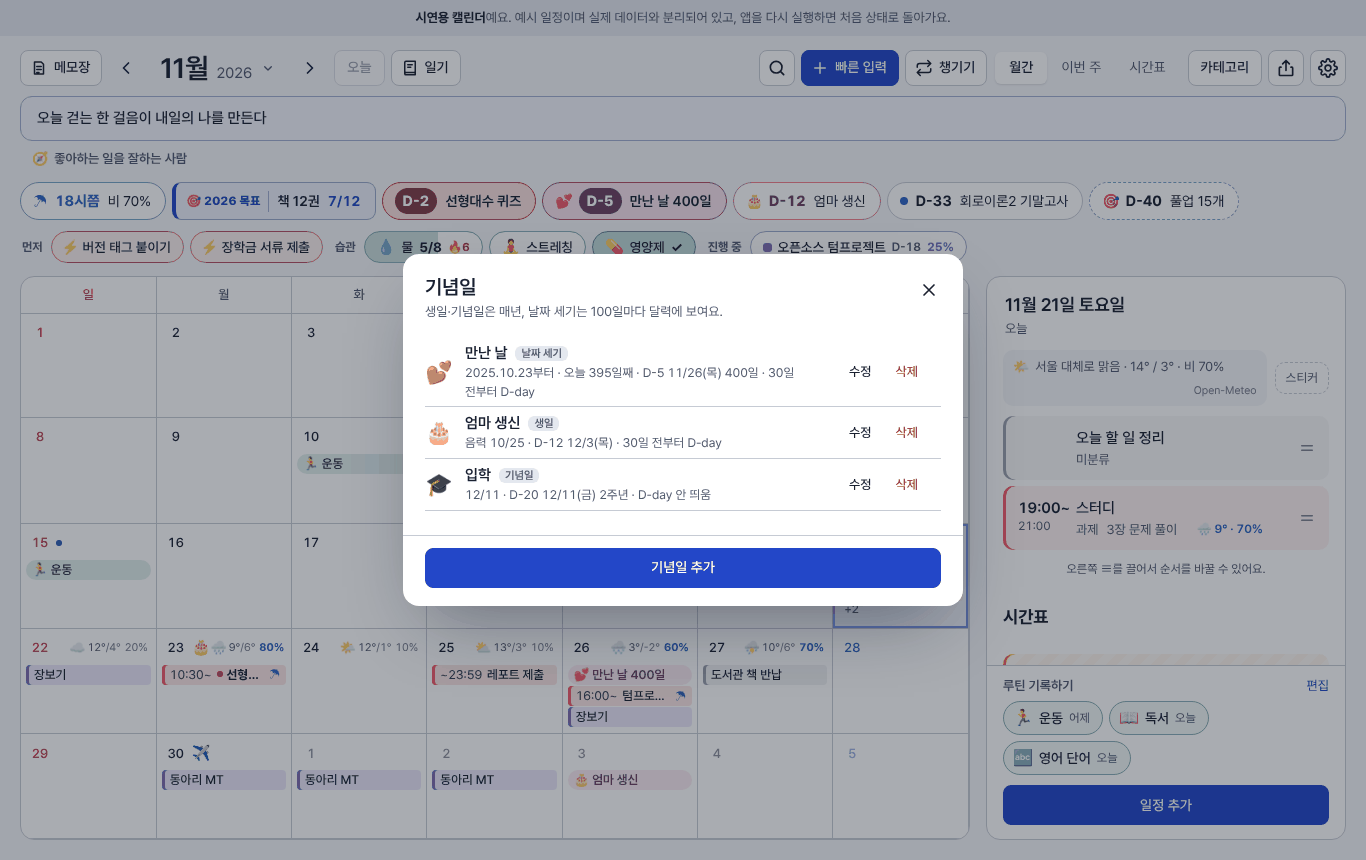 시연용 캘린더예요. 예시 일정이며 실제 데이터와 분리되어 있고, 앱을 다시 실행하면 처음 상태로 돌아가요.
메모장 11월 2026 오늘 일기 빠른 입력 챙기기 월간 이번 주 시간표 카테고리
오늘 걷는 한 걸음이 내일의 나를 만든다
좋아하는 일을 잘하는 사람
18시쯤 비 70% 2026 목표 책 12권 7/12 D-2 선형대수 퀴즈 D-5 만난 날 400일 D-12 엄마 생신 D-33 회로이론2 기말고사 D-40 풀업 15개
먼저 버전 태그 붙이기 장학금 서류 제출 습관 물 5/8 6 스트레칭 영양제 진행 중 오픈소스 텀프로젝트 D-18 25%
기념일
생일·기념일은 매년, 날짜 세기는 100일마다 달력에 보여요.
만난 날 날짜 세기
2025.10.23부터 · 오늘 395일째 · D-5 11/26(목) 400일 · 30일
전부터 D-day
수정 삭제
엄마 생신 생일
음력 10/25 · D-12 12/3(목) · 30일 전부터 D-day
수정 삭제
입학 기념일
12/11 · D-20 12/11(금) 2주년 · D-day 안 띄움
수정 삭제
기념일 추가
일 월 화
1 2 3
8 9 10
운동
15 16 17
운동
+2
22 12°/4° 20% 23 9°/6° 80% 24 12°/1° 10% 25 13°/3° 10% 26 3°/-2° 60% 27 10°/6° 70% 28
장보기 10:30~ 선형... ~23:59 레포트 제출 만난 날 400일 도서관 책 반납
16:00~ 텀프로...
장보기
29 30 1 2 3 4 5
동아리 MT 동아리 MT 동아리 MT 엄마 생신
11월 21일 토요일
오늘
서울 대체로 맑음 · 14° / 3° · 비 70%
Open-Meteo
스티커
오늘 할 일 정리
미분류
19:00~ 스터디
21:00 과제 3장 문제 풀이 9° · 70%
오른쪽 ≡를 끌어서 순서를 바꿀 수 있어요.
시간표
루틴 기록하기 편집
운동 어제 독서 오늘
abc 영어 단어 오늘
일정 추가